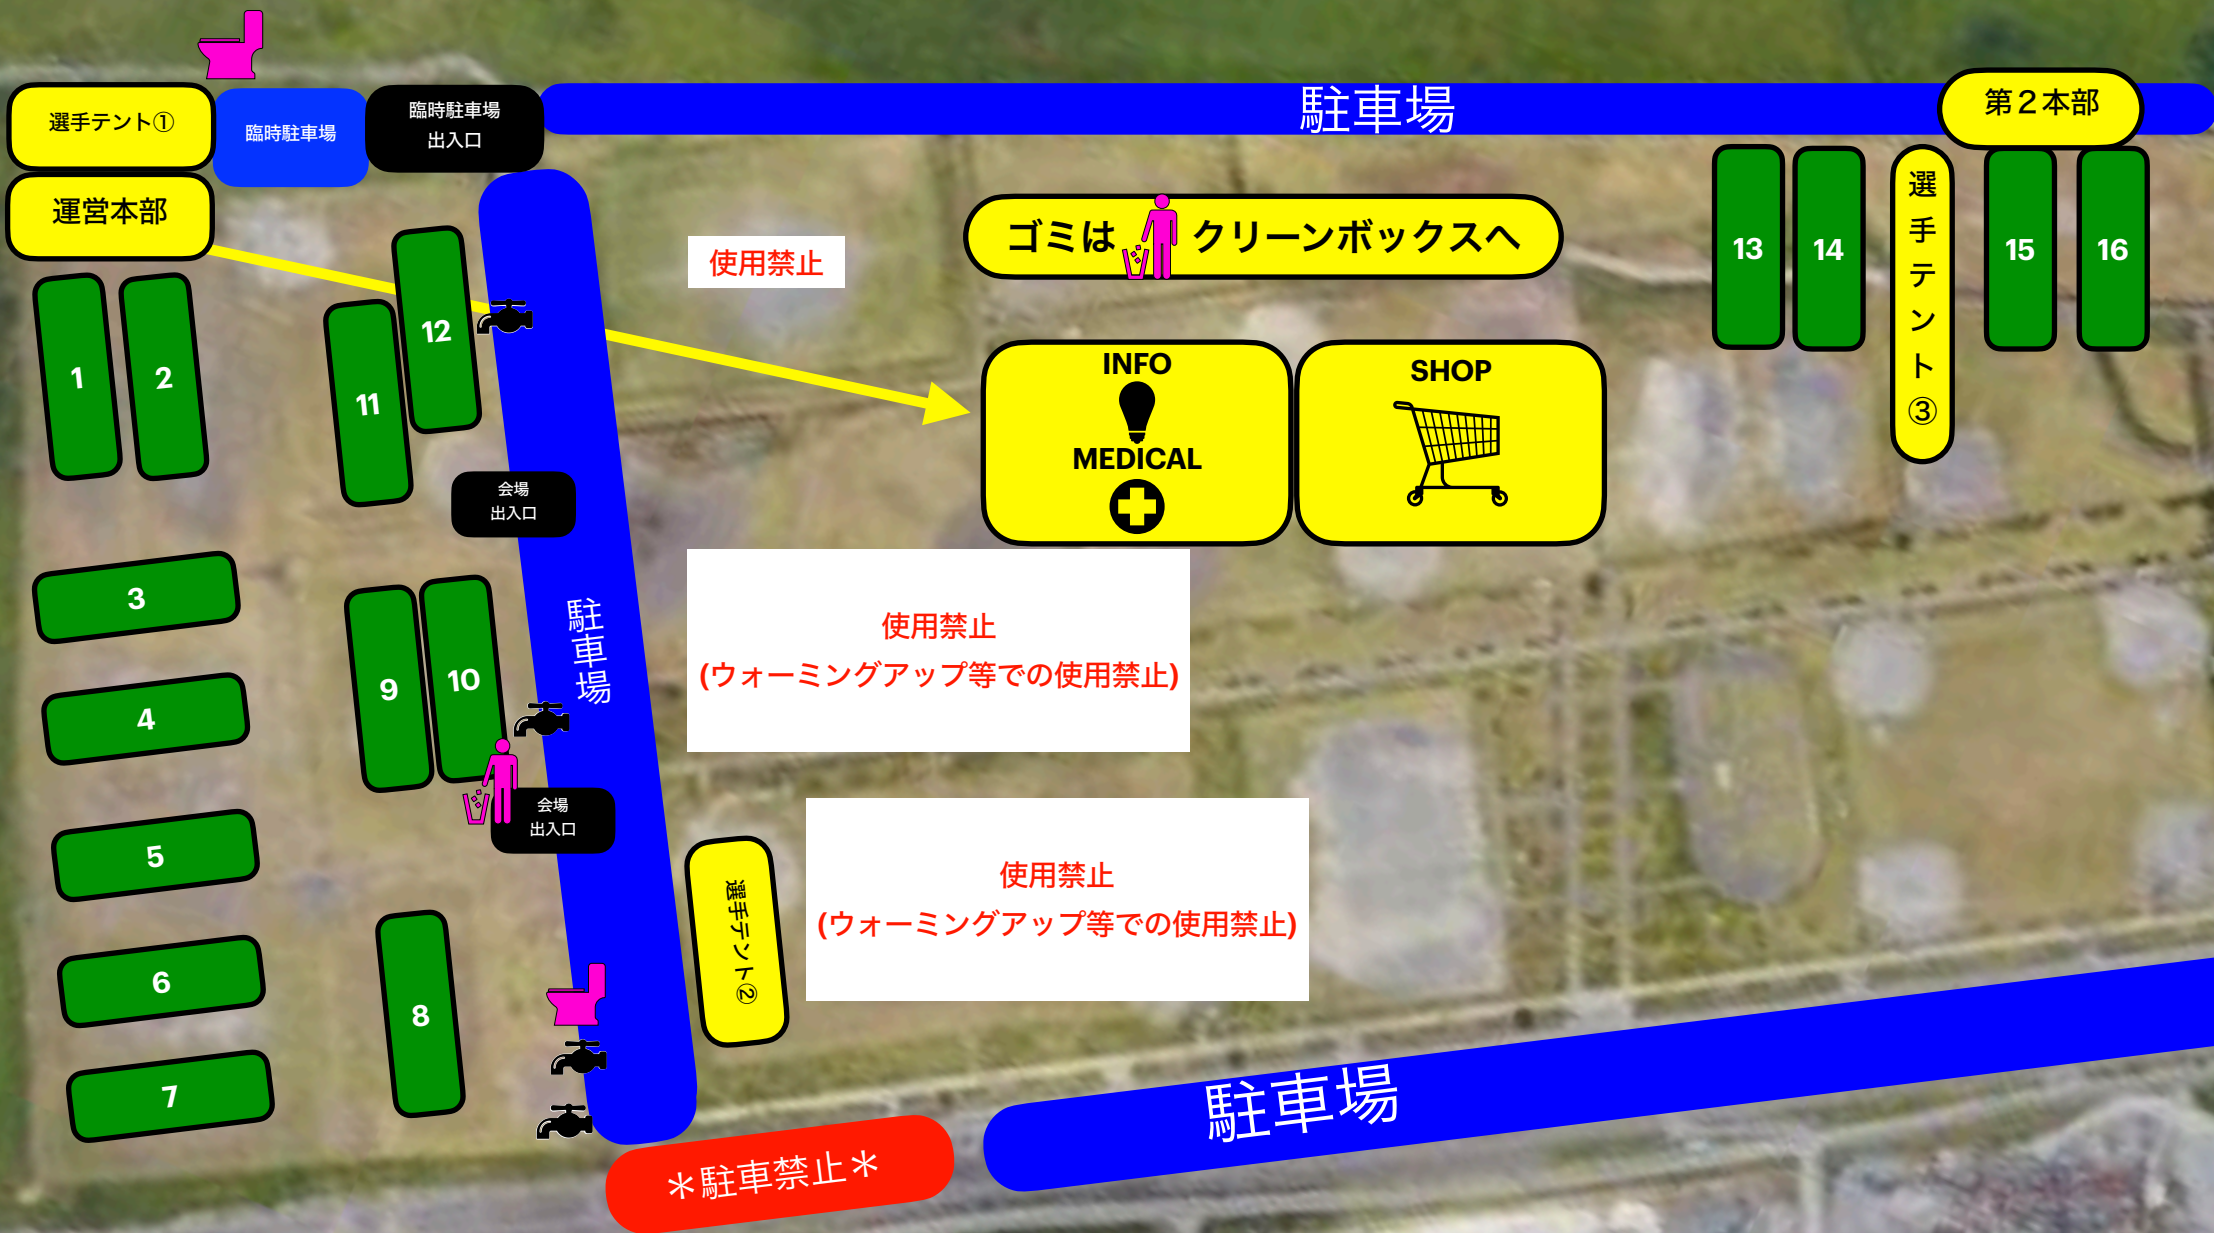 選手テント①
臨時駐車場
臨時駐車場
出入口
駐車場
第２本部
運営本部
ゴミは
クリーンボックスへ
使用禁止
13
14
選手テント③
15
16
1
2
11
12
INFO
MEDICAL
SHOP
会場
出入口
3
4
9
10
駐車場
使用禁止
(ウォーミングアップ等での使用禁止)
会場
出入口
5
6
7
8
選手テント②
使用禁止
(ウォーミングアップ等での使用禁止)
駐車場
＊駐車禁止＊